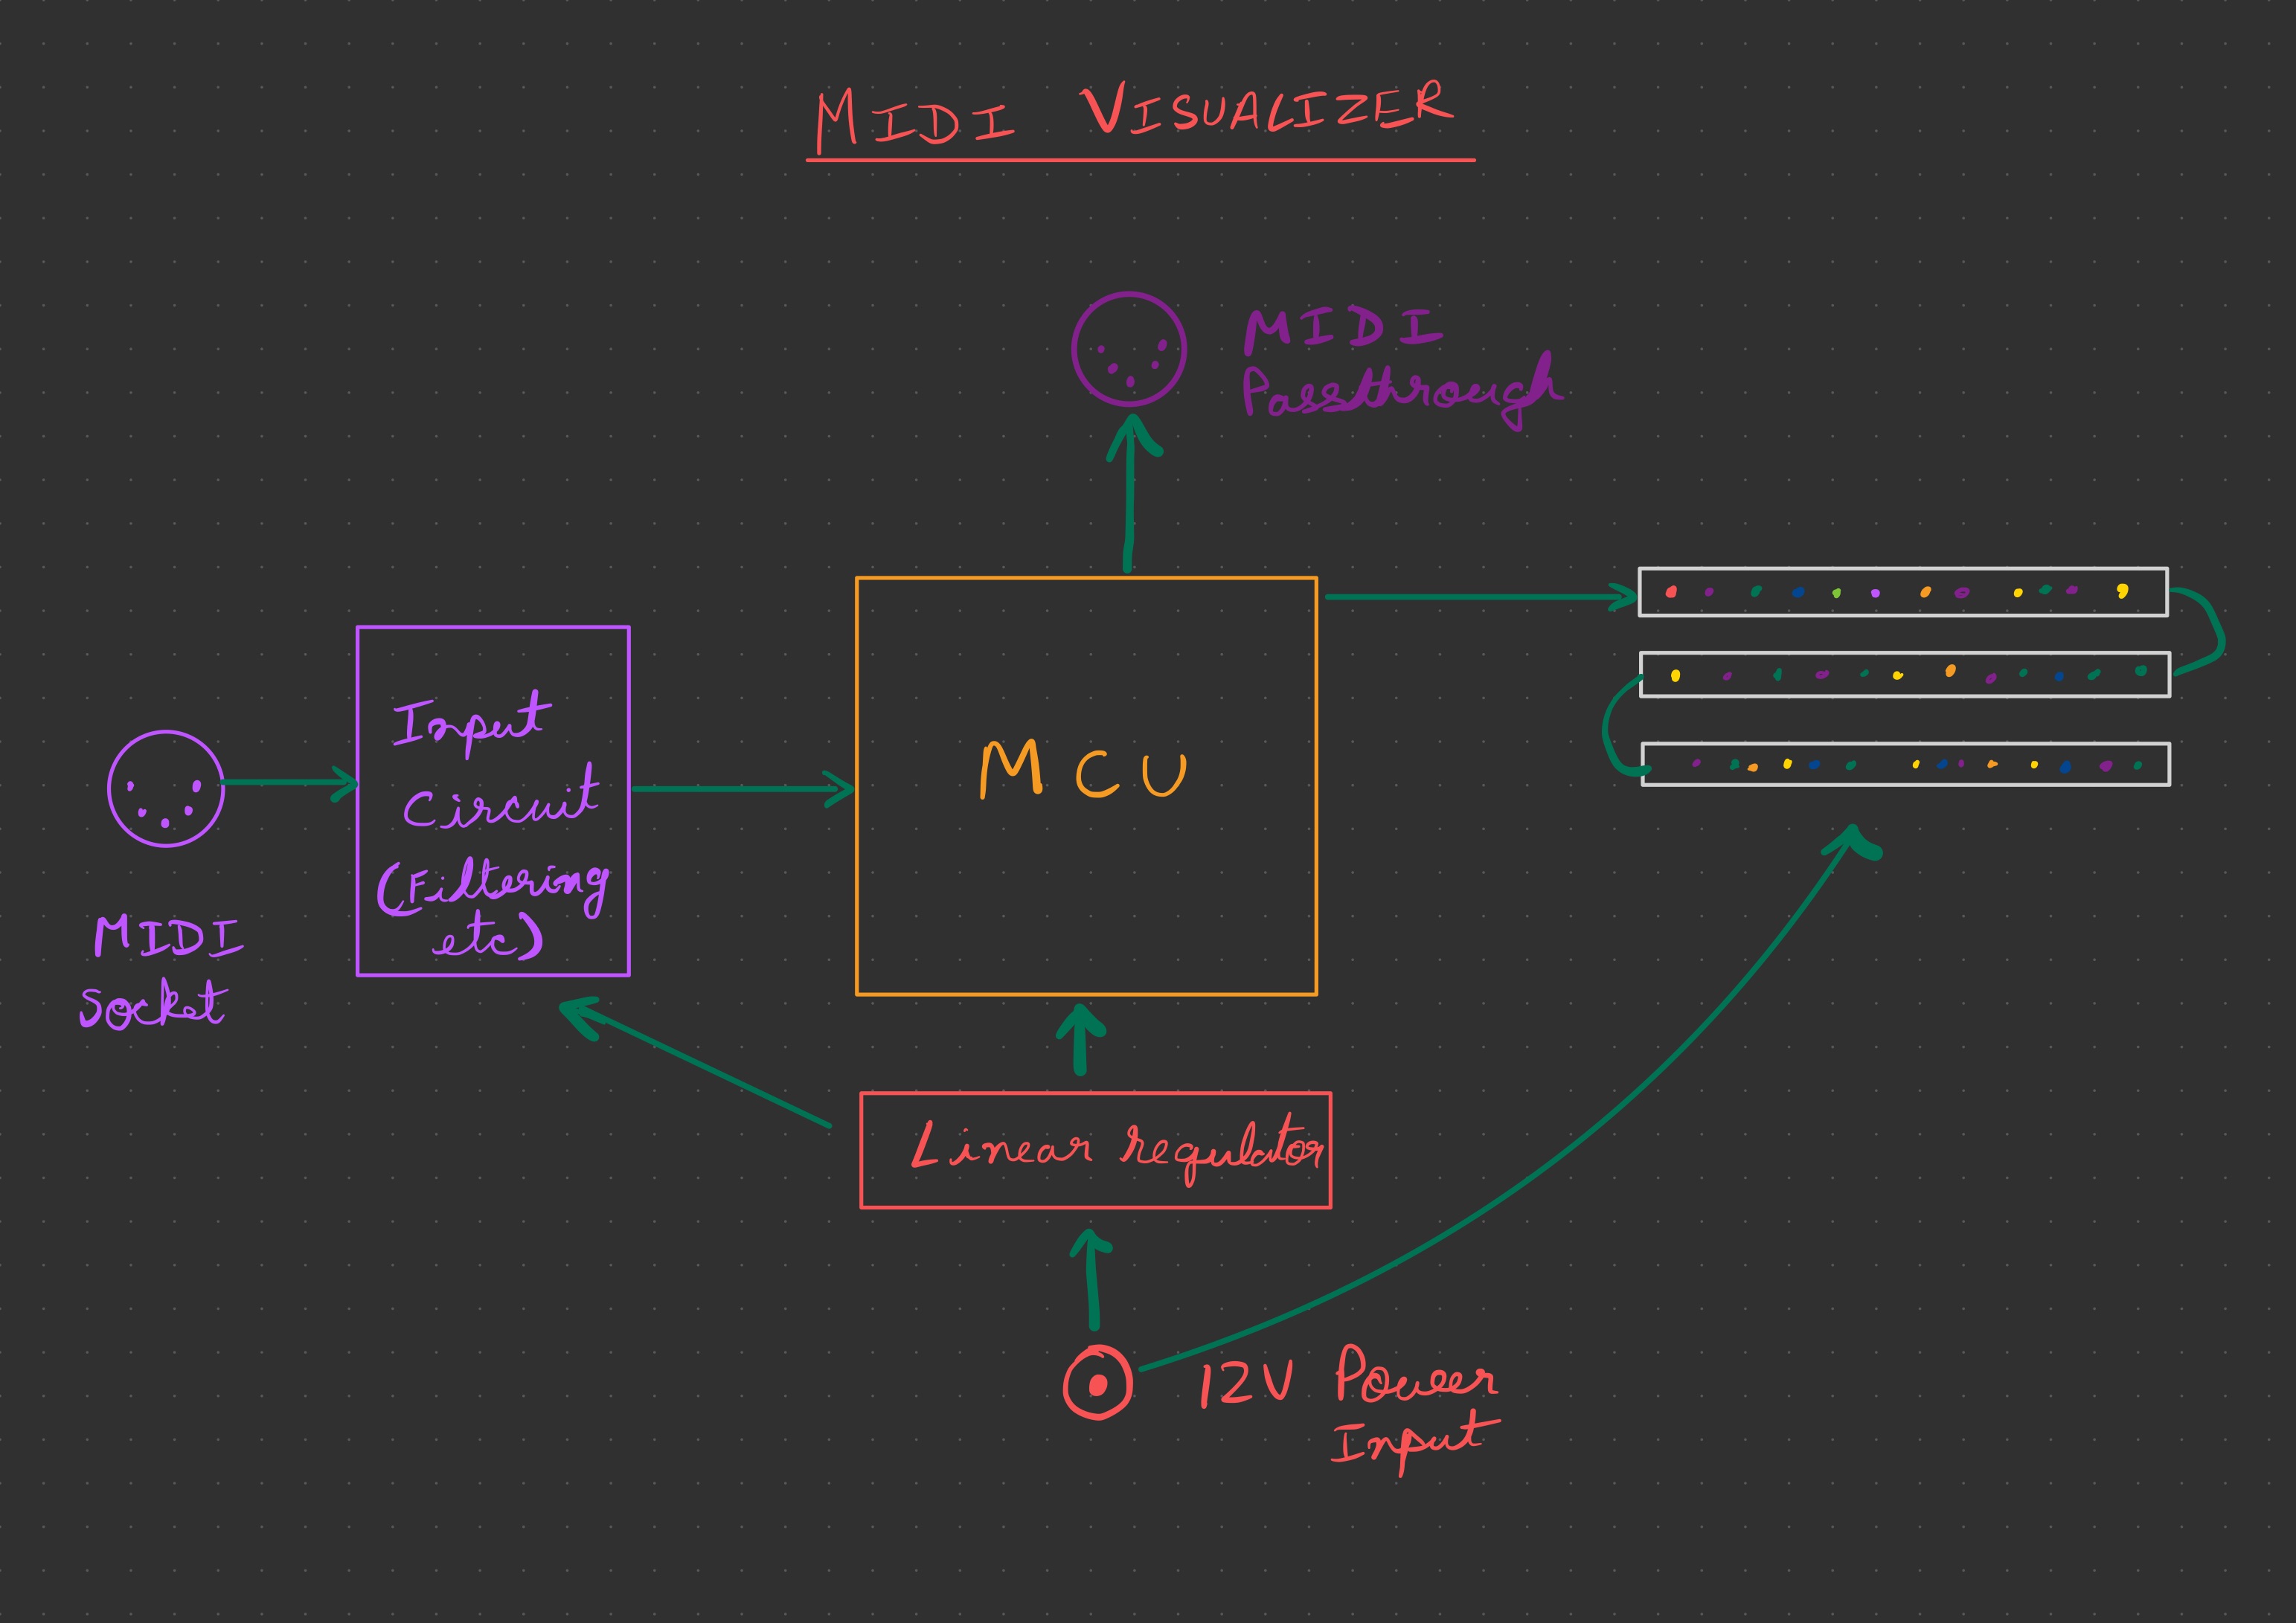 MIDI VISUALIZER
MIDI
Passthrough
Input
Circuit
(Filtering
etc)
MCU
MIDI
Socket
Linear regulator
12V Power
Input